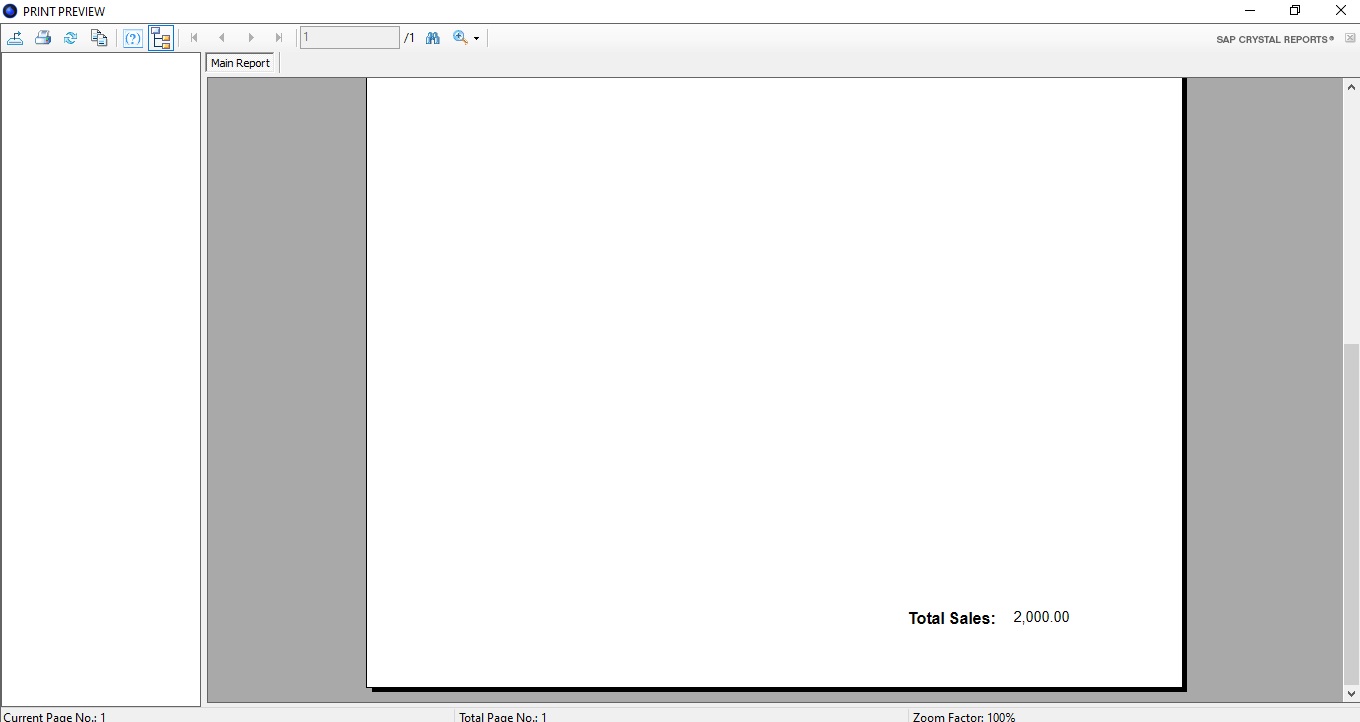 PRINT PREVIEW
1 /1
SAP CRYSTAL REPORTS®
Main Report
Total Sales: 2,000.00
Current Page No.: 1 Total Page No.: 1 Zoom Factor: 100%